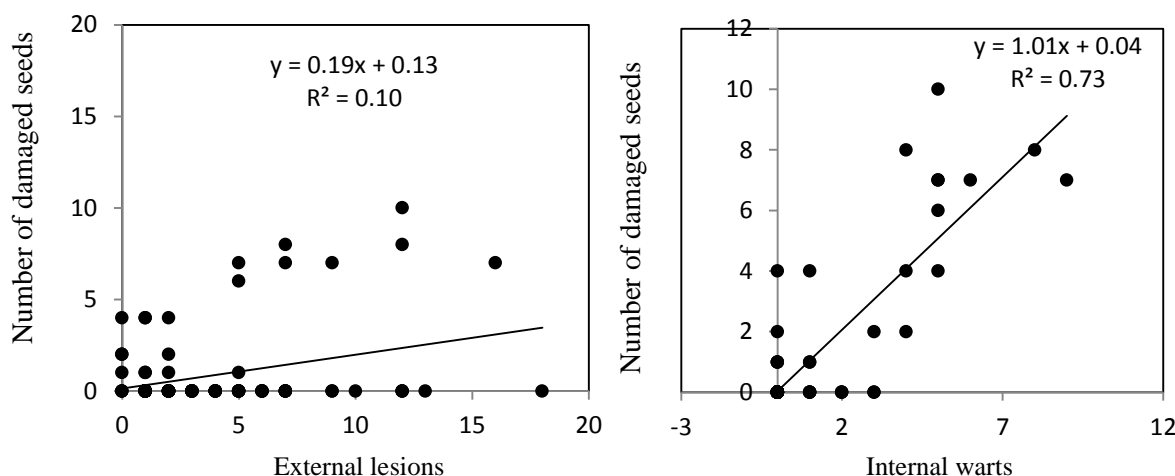 Number of damaged seeds
20
15
10
5
0
y = 0.19x + 0.13
R² = 0.10
0 5 10 15 20
External lesions
Number of damaged seeds
12
10
8
6
4
2
0
y = 1.01x + 0.04
R² = 0.73
-3 2 7 12
Internal warts